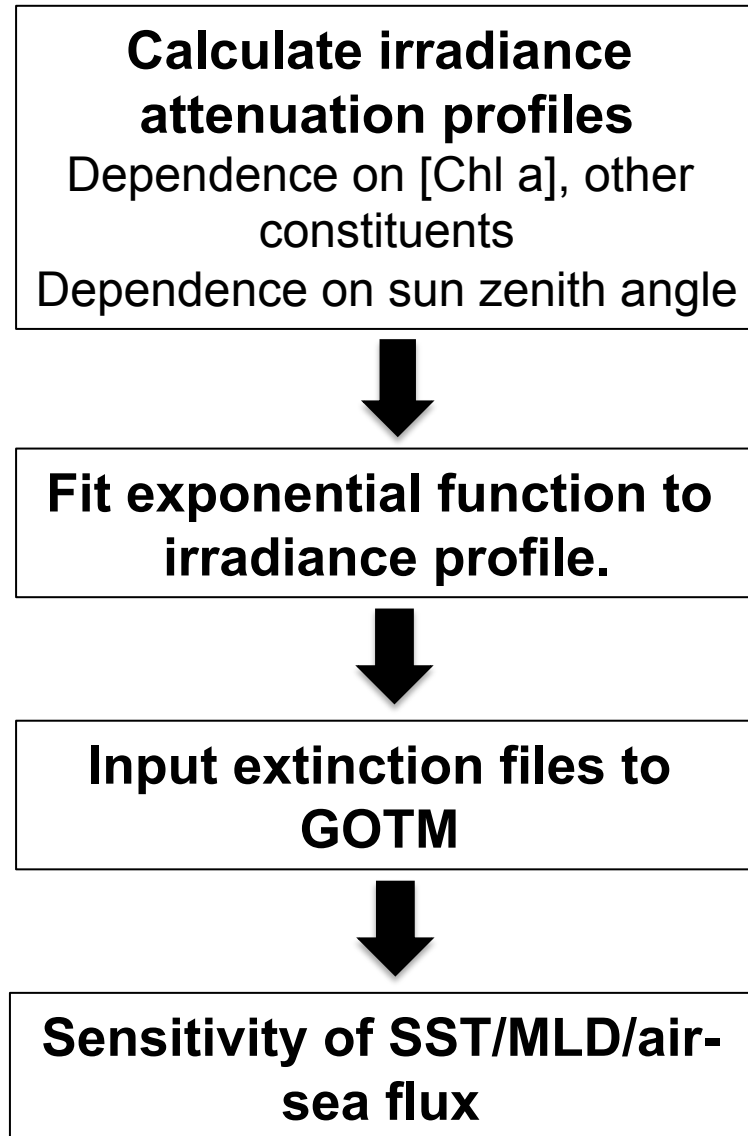 Calculate irradiance
attenuation profiles
Dependence on [Chl a], other
constituents
Dependence on sun zenith angle
Fit exponential function to
irradiance profile.
Input extinction files to
GOTM
Sensitivity of SST/MLD/air-
sea flux